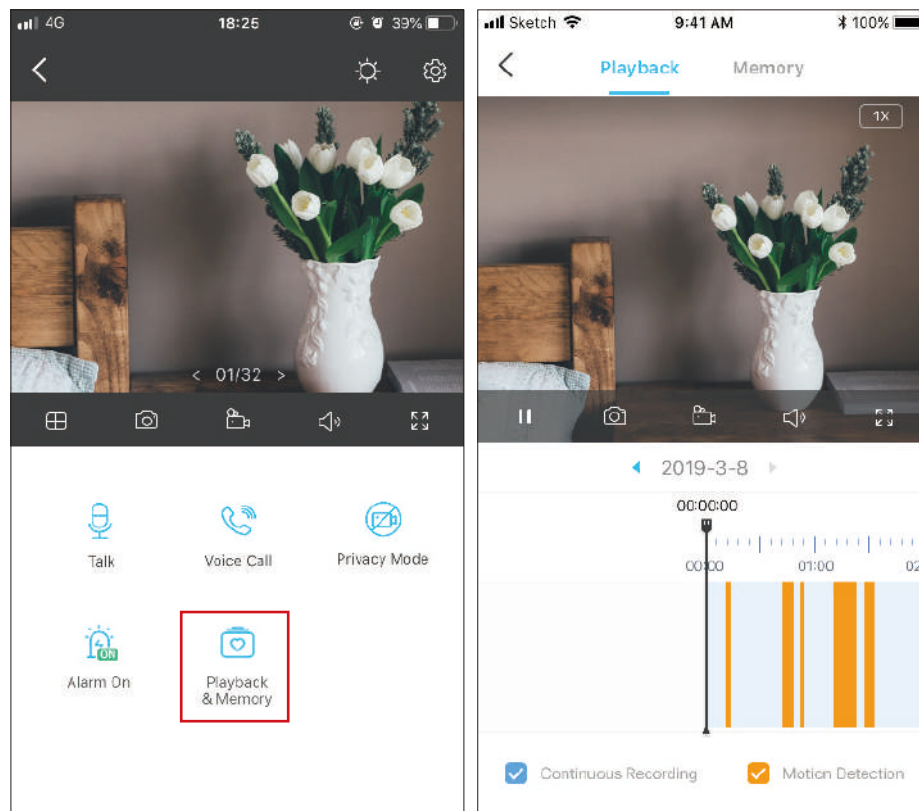 4G 18:25 39%
01/32
Talk
Voice Call
Privacy Mode
ON
Alarm On
Playback
& Memory
Sketch 9:41 AM 100%
Playback Memory
1X
2019-3-8
00:00:00
00:00 01:00 02
Continuous Recording
Motion Detection